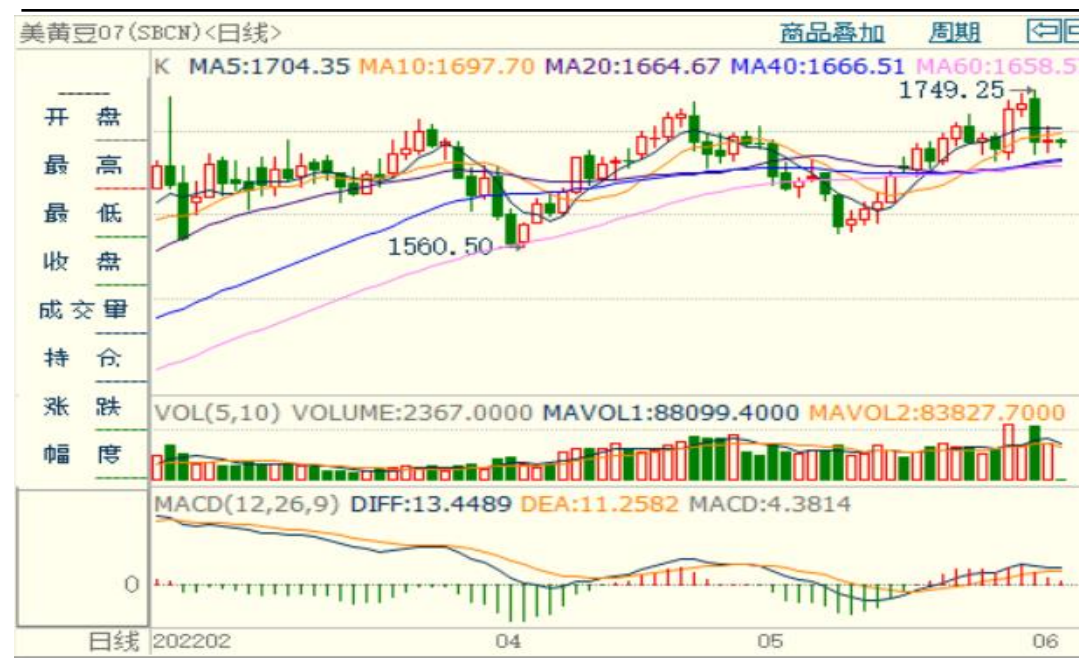 美黄豆07(SBCN)<日线> 商品叠加 周期
K MA5:1704.35 MA10:1697.70 MA20:1664.67 MA40:1666.51 MA60:1658.5
1749.25
开 盘
最 高
最 低
收 盘
1560.50
成交量
持 仓
涨 跌
VOL(5,10) VOLUME:2367.0000 MAVOL1:88099.4000 MAVOL2:83827.7000
幅 度
MACD(12,26,9) DIFF:13.4489 DEA:11.2582 MACD:4.3814
0
日线 202202 04 05 06